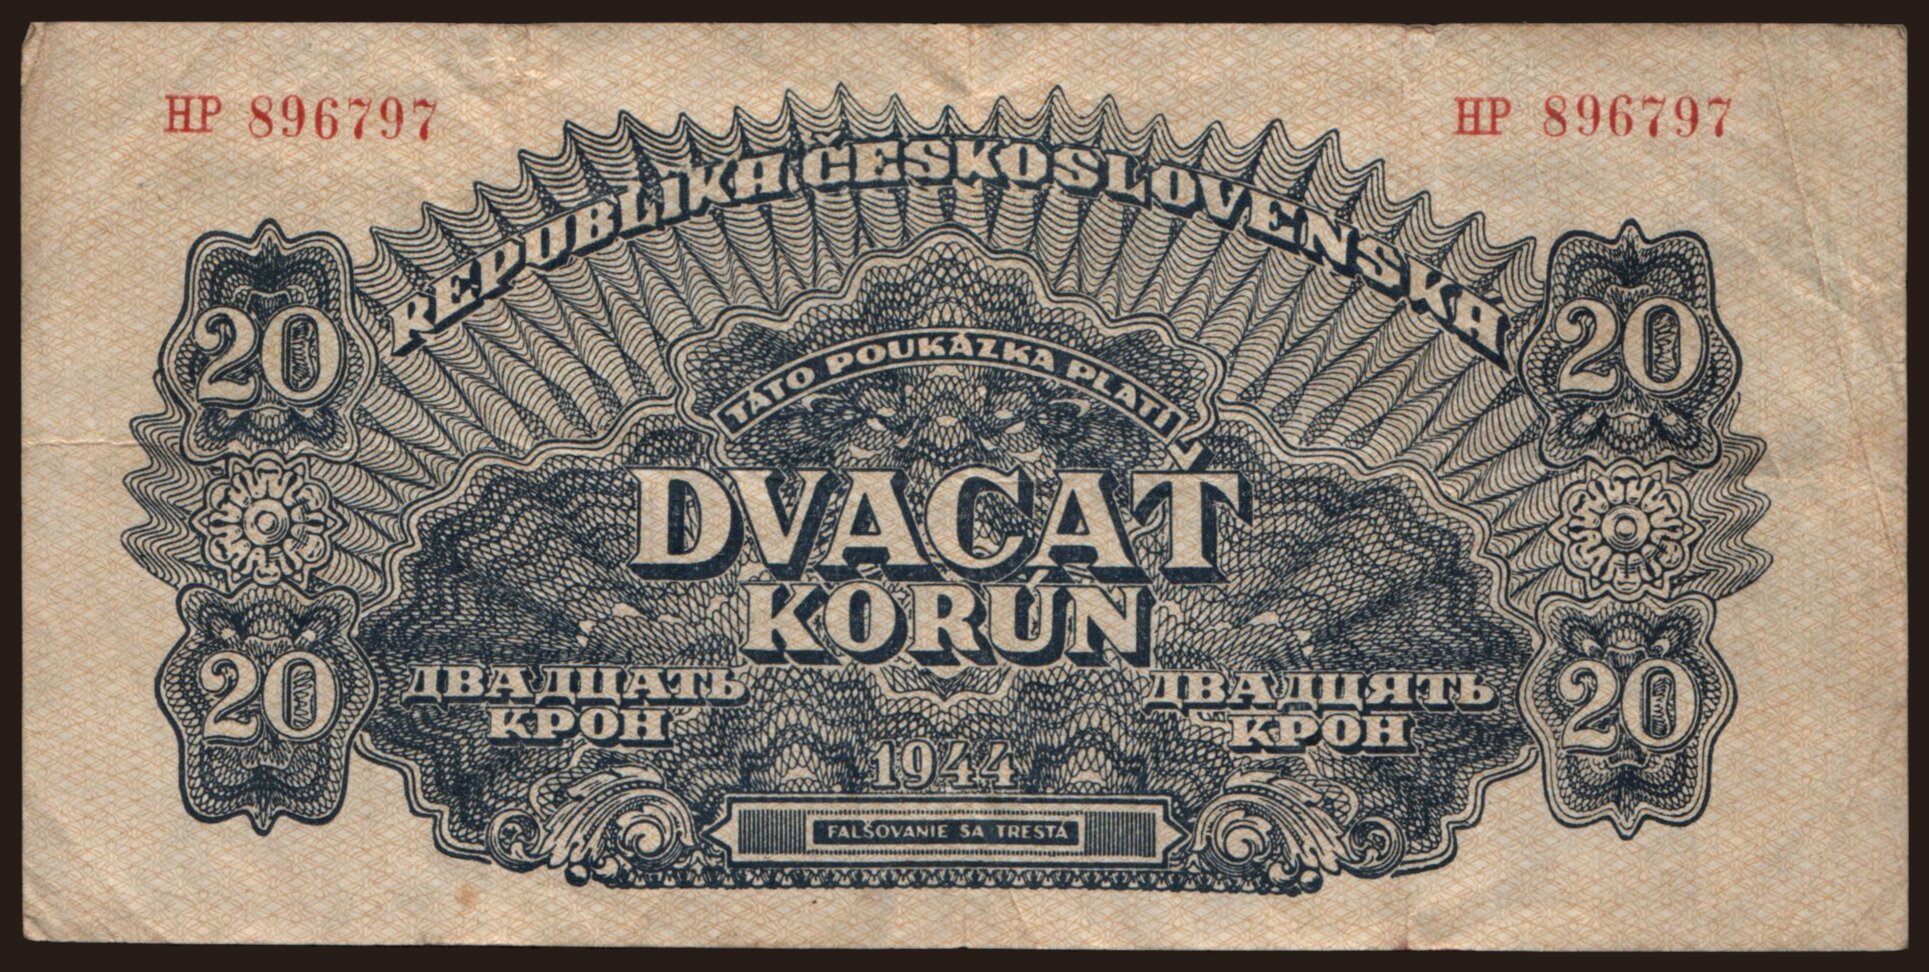 HP 896797
HP 896797
REPUBLIKA ČESKOSLOVENSKÁ
20
20
TÁTO POUKÁZKA PLATÍ
DVACAŤ
KORÚN
ДВАДЦАТЬ
КРОН
ДВАДЦЯТЬ
КРОН
20
20
1944
FALŠOVANIE SA TRESTÁ